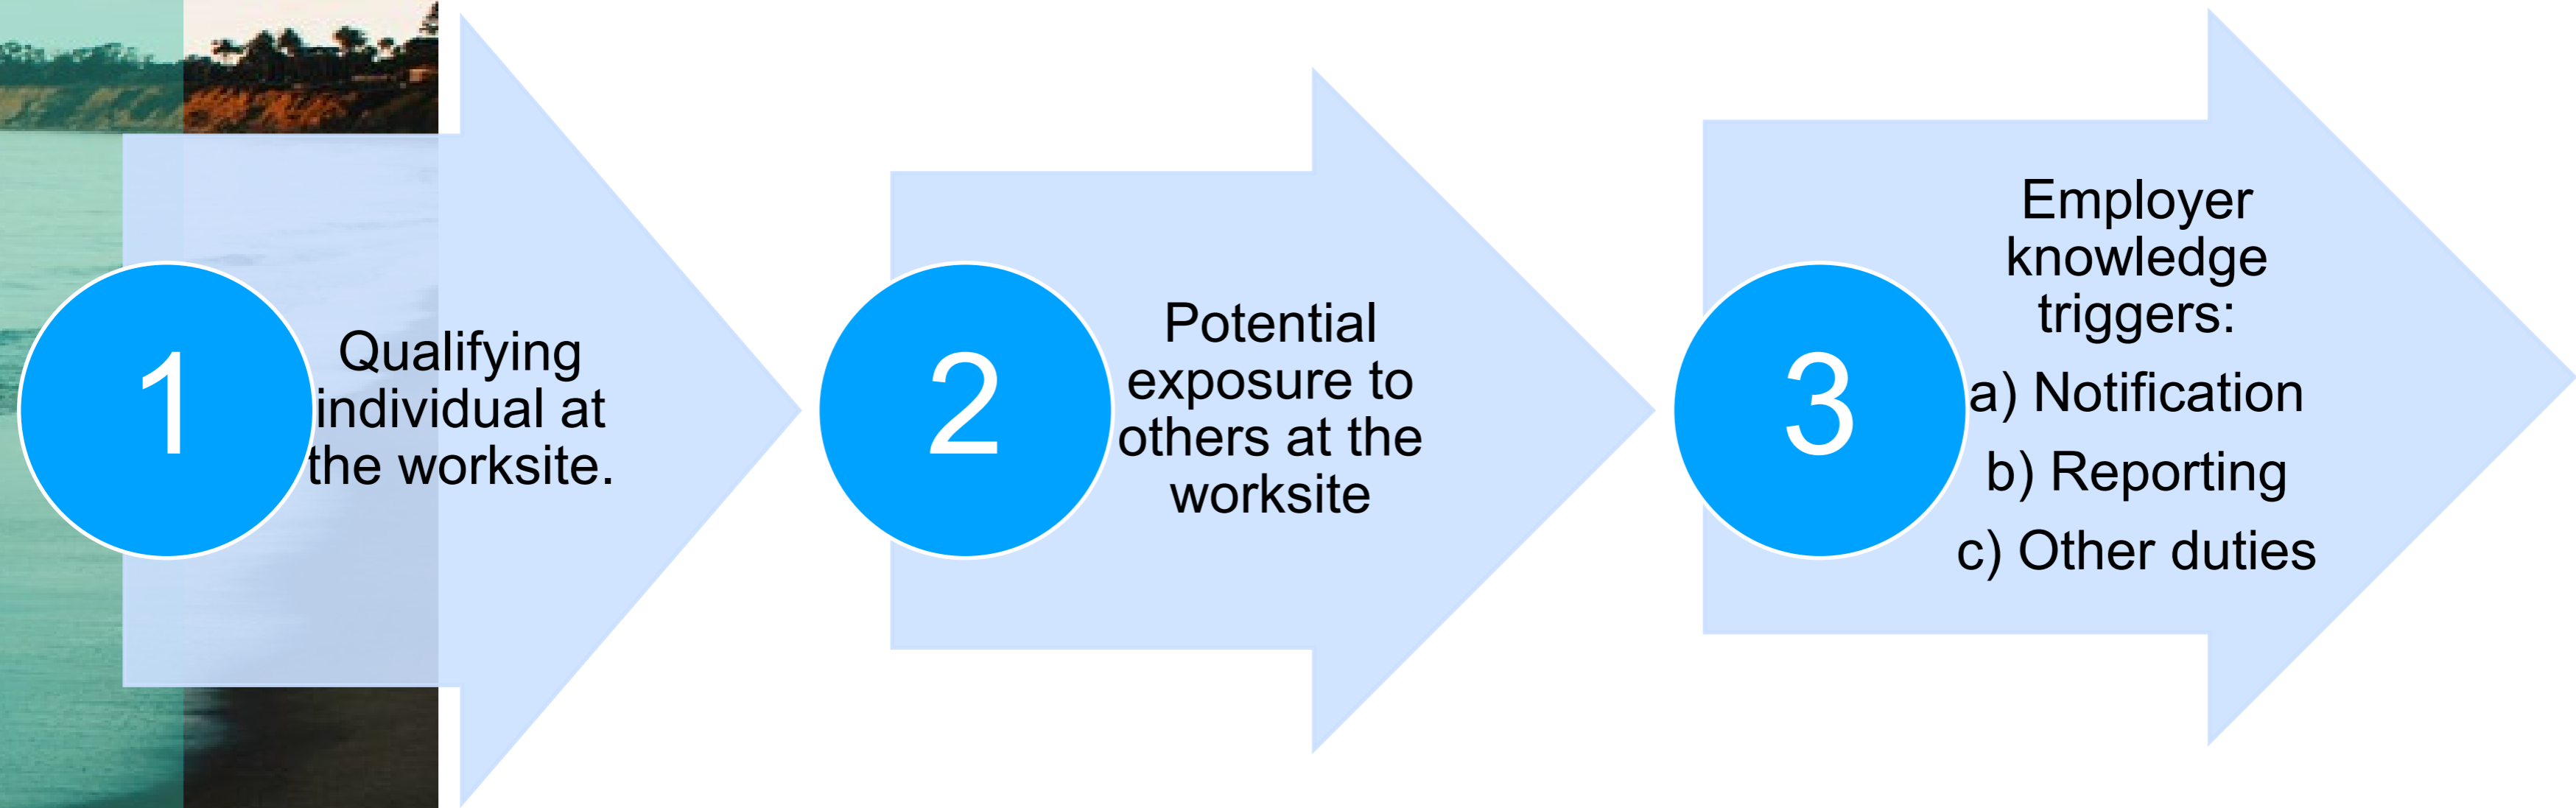 1
Qualifying
individual at
the worksite.
2
Potential
exposure to
others at the
worksite
3
Employer
knowledge
triggers:
a) Notification
b) Reporting
c) Other duties